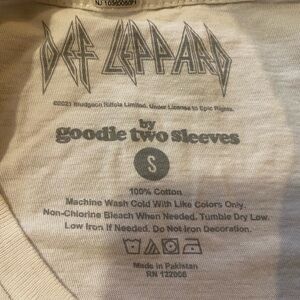 DEF LEPPARD
©2021 Bludgeon Riffola Limited. Under License to Epic Rights.
by
goodie two sleeves
S
100% Cotton
Machine Wash Cold With Like Colors Only.
Non-Chlorine Bleach When Needed. Tumble Dry Low.
Low Iron If Needed. Do Not Iron Decoration.
Made in Pakistan
RN 122008